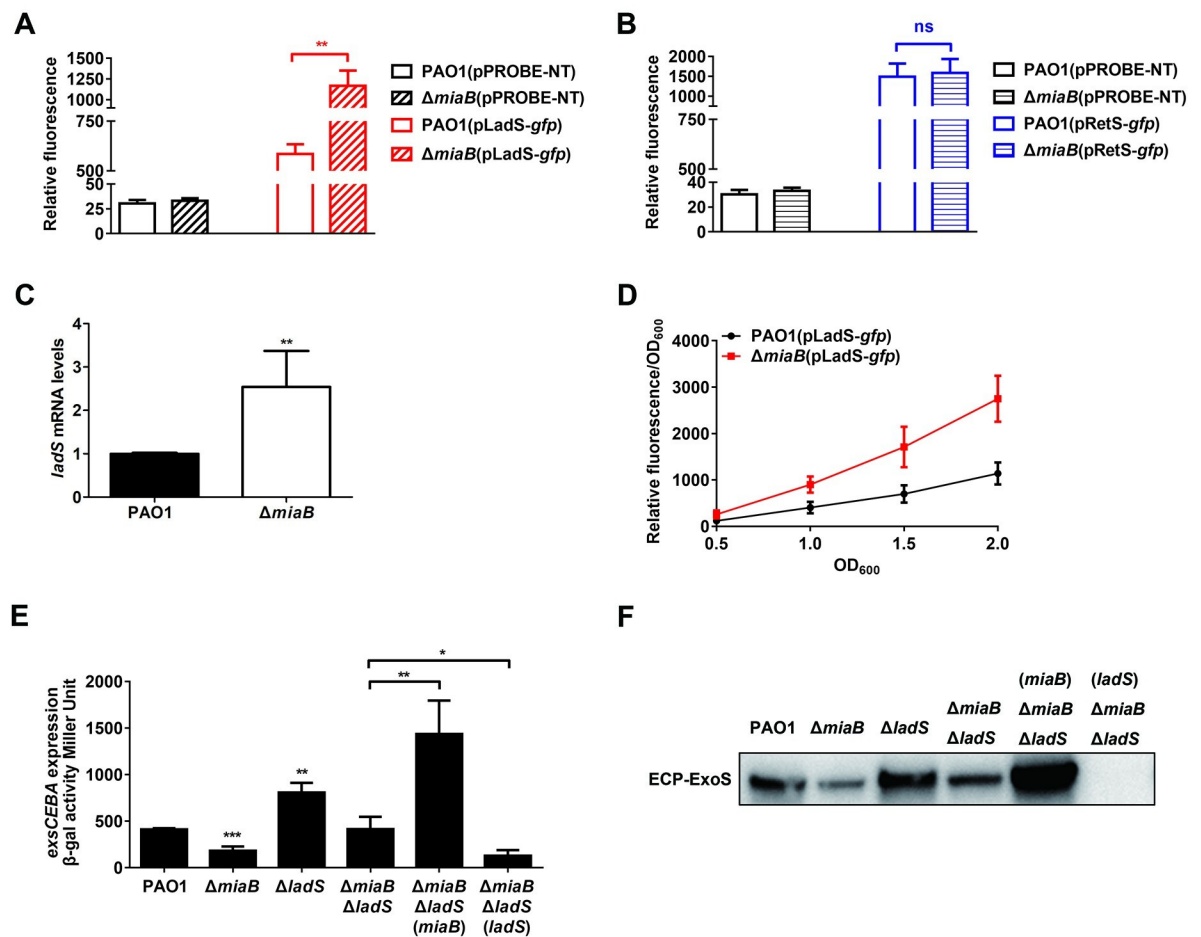 A
Relative fluorescence
1500
1250
1000
750
500
50
25
0
**
PAO1(pPROBE-NT)
ΔmiaB(pPROBE-NT)
PAO1(pLadS-gfp)
ΔmiaB(pLadS-gfp)
B
Relative fluorescence
2000
1500
1000
750
500
40
20
0
ns
PAO1(pPROBE-NT)
ΔmiaB(pPROBE-NT)
PAO1(pRetS-gfp)
ΔmiaB(pRetS-gfp)
C
ladS mRNA levels
4
3
2
1
0
**
PAO1
ΔmiaB
D
Relative fluorescence/OD600
4000
3000
2000
1000
0
PAO1(pLadS-gfp)
ΔmiaB(pLadS-gfp)
0.5
1.0
1.5
2.0
OD600
E
exsCEBA expression
β-gal activity Miller Unit
2000
1500
1000
500
0
***
**
**
*
PAO1
ΔmiaB
ΔladS
ΔmiaB
ΔladS
ΔmiaB
ΔladS
(miaB)
ΔmiaB
ΔladS
(ladS)
F
ECP-ExoS
PAO1
ΔmiaB
ΔladS
ΔmiaB
ΔladS
(miaB)
ΔmiaB
ΔladS
(ladS)
ΔmiaB
ΔladS